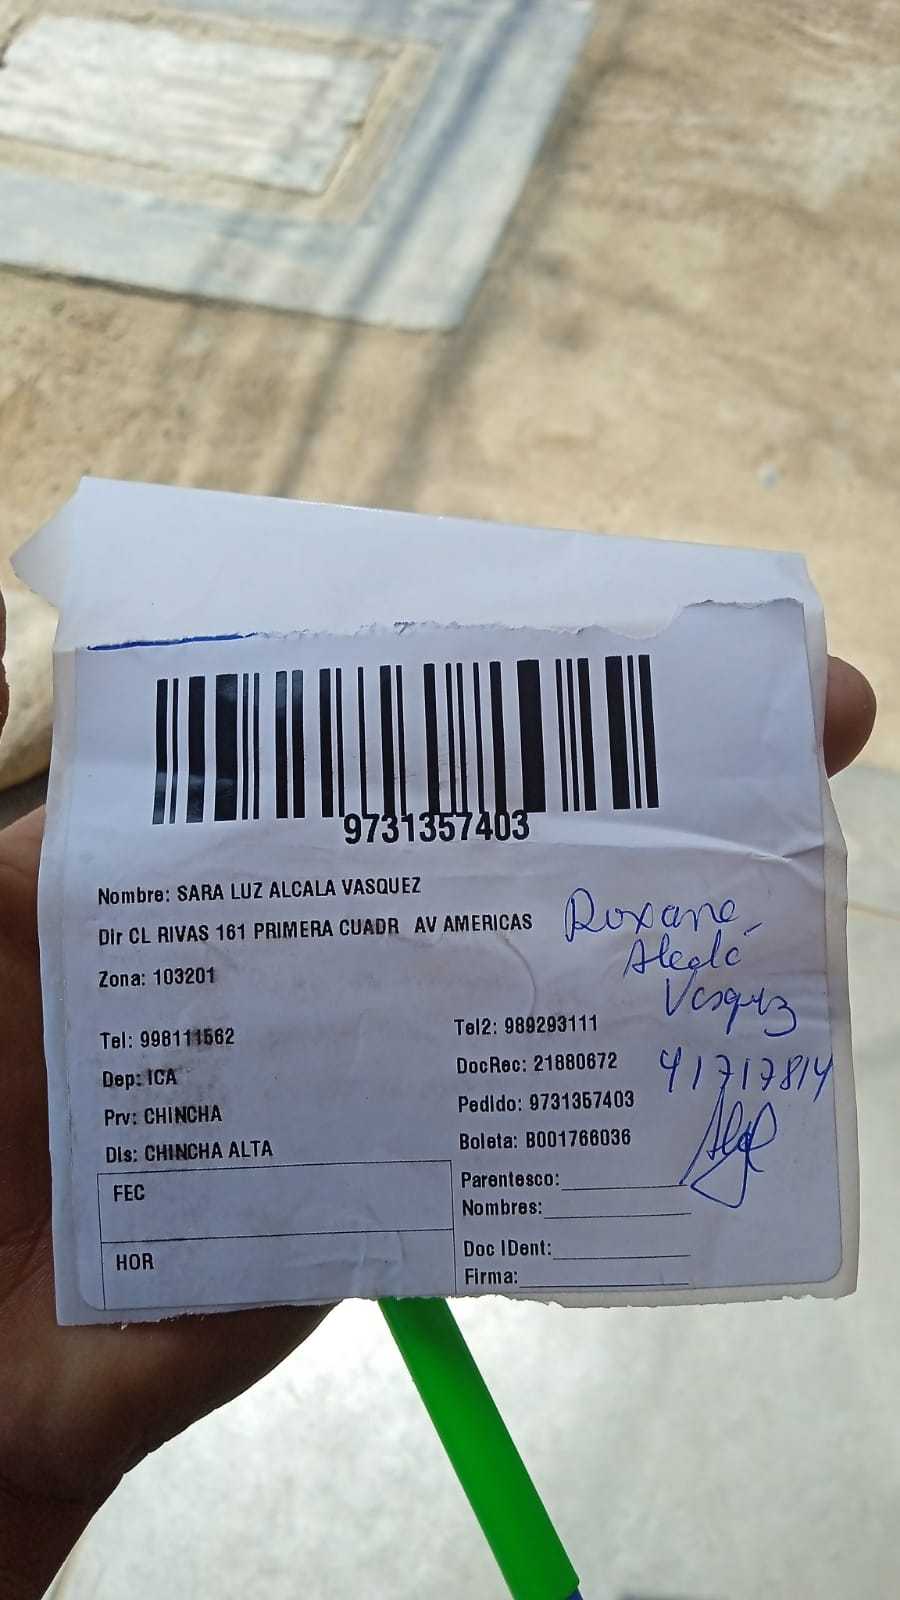 9731357403
Nombre: SARA LUZ ALCALA VASQUEZ
Dir CL RIVAS 161 PRIMERA CUADR AV AMERICAS
Zona: 103201
Roxana
Alcalá
Vasquez
41717814
Tel: 998111562
Tel2: 989293111
Dep: ICA
DocRec: 21880672
Prv: CHINCHA
Pedido: 9731357403
Dis: CHINCHA ALTA
Boleta: B001766036
FEC
Parentesco:
Nombres:
HOR
Doc IDent:
Firma: